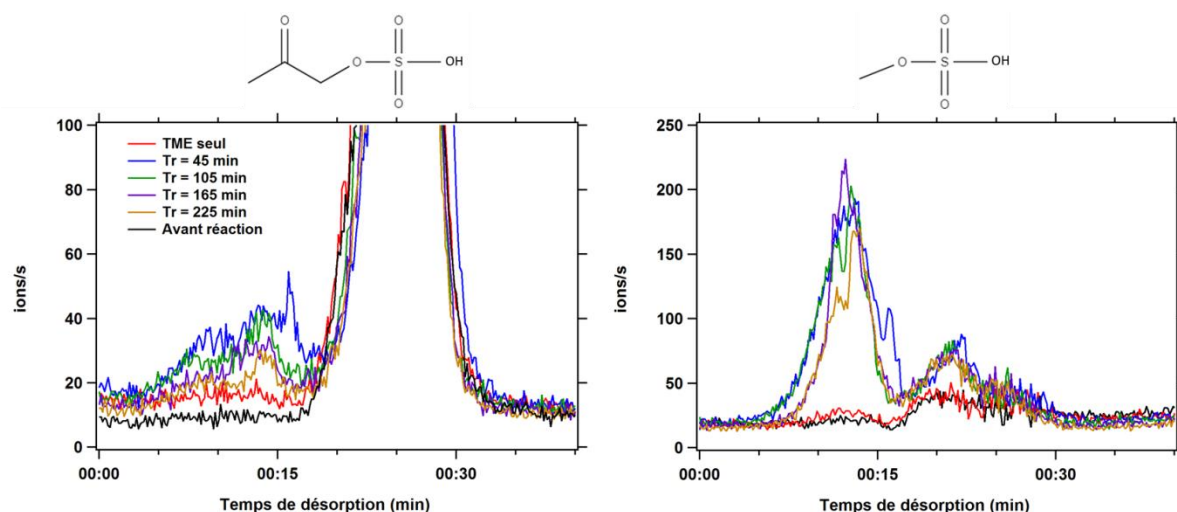 O
O
O
S
OH
O
O
O
S
OH
O
100
80
60
40
20
0
ions/s
TME seul
Tr = 45 min
Tr = 105 min
Tr = 165 min
Tr = 225 min
Avant réaction
00:00
00:15
00:30
Temps de désorption (min)
250
200
150
100
50
0
ions/s
00:00
00:15
00:30
Temps de désorption (min)